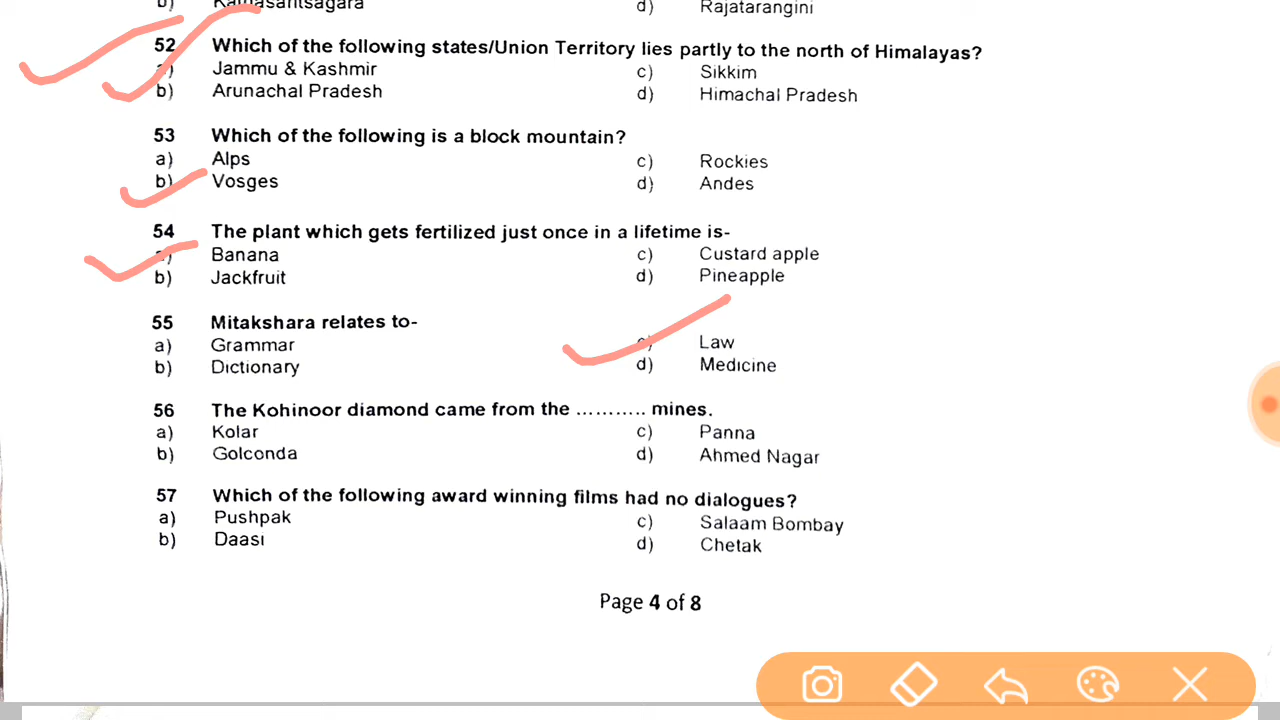 b) Kathasaritsagara d) Rajatarangini
52 Which of the following states/Union Territory lies partly to the north of Himalayas?
a) Jammu & Kashmir c) Sikkim
b) Arunachal Pradesh d) Himachal Pradesh
53 Which of the following is a block mountain?
a) Alps c) Rockies
b) Vosges d) Andes
54 The plant which gets fertilized just once in a lifetime is-
a) Banana c) Custard apple
b) Jackfruit d) Pineapple
55 Mitakshara relates to-
a) Grammar c) Law
b) Dictionary d) Medicine
56 The Kohinoor diamond came from the ........... mines.
a) Kolar c) Panna
b) Golconda d) Ahmed Nagar
57 Which of the following award winning films had no dialogues?
a) Pushpak c) Salaam Bombay
b) Daasi d) Chetak
Page 4 of 8